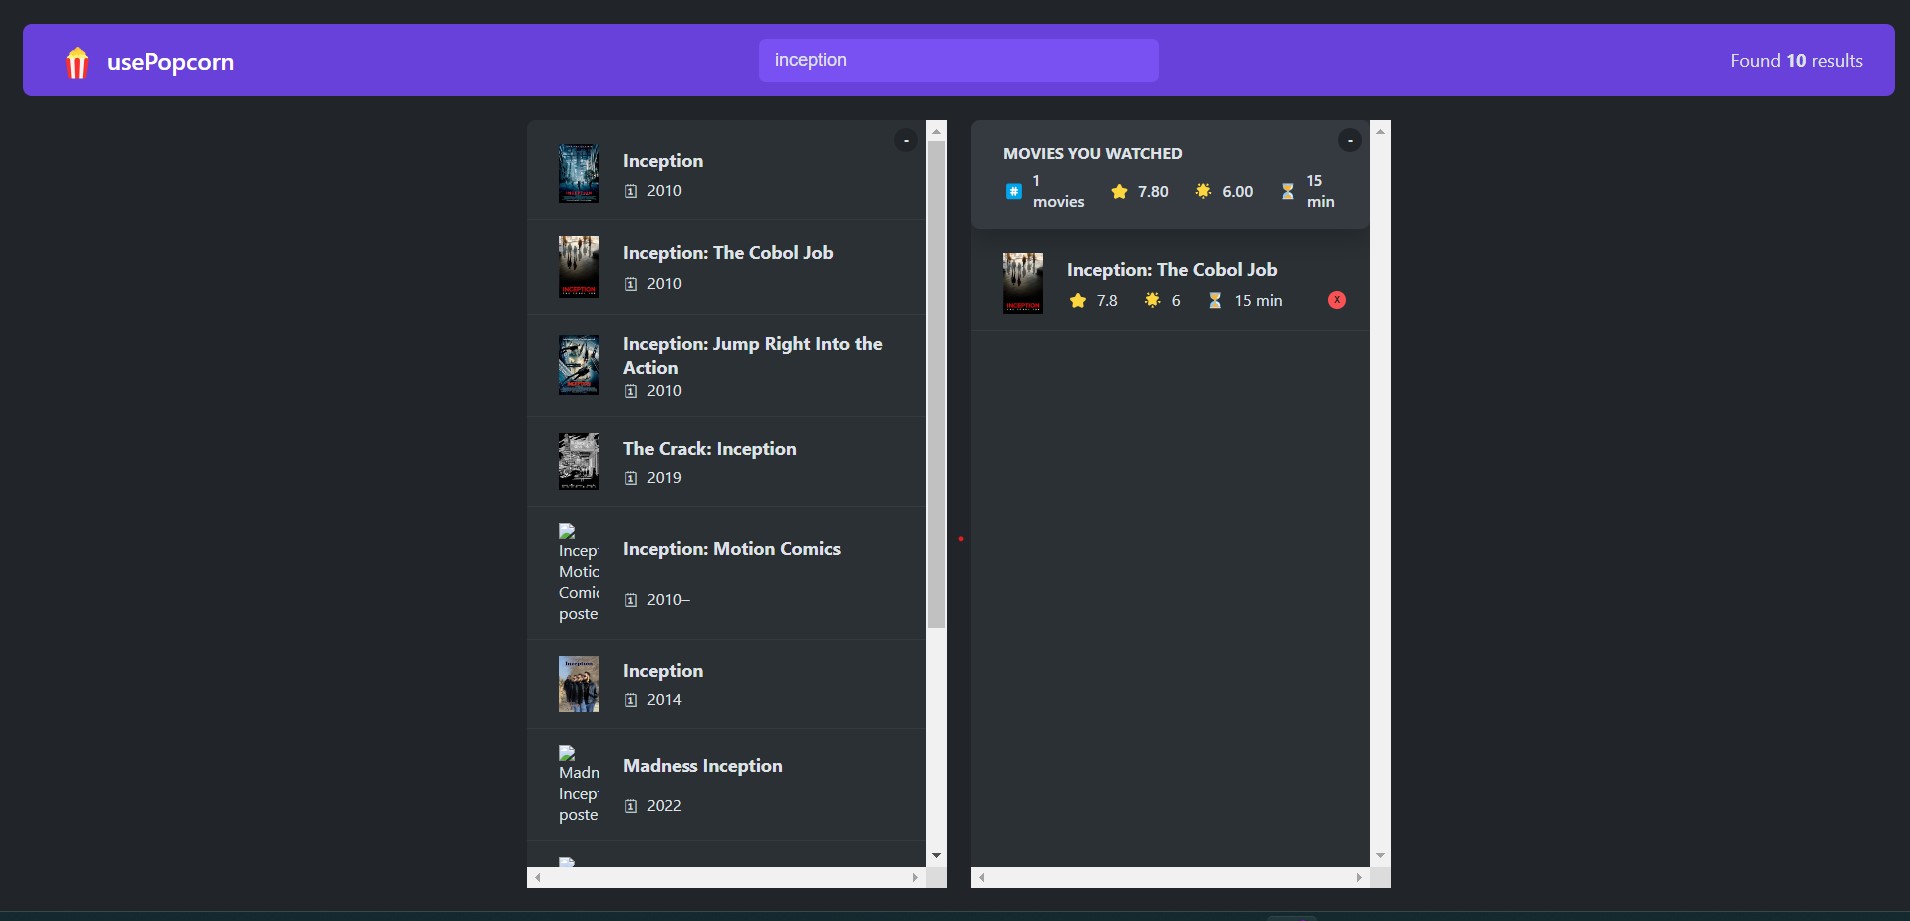 usePopcorn
inception
Found 10 results
-
Inception
2010
Inception: The Cobol Job
2010
Inception: Jump Right Into the
Action
2010
The Crack: Inception
2019
Incep
Motio
Comic
poste
Inception: Motion Comics
2010–
Inception
2014
Madn
Incep
poste
Madness Inception
2022
-
MOVIES YOU WATCHED
# 1
movies
7.80
6.00
15
min
Inception: The Cobol Job
7.8
6
15 min
X